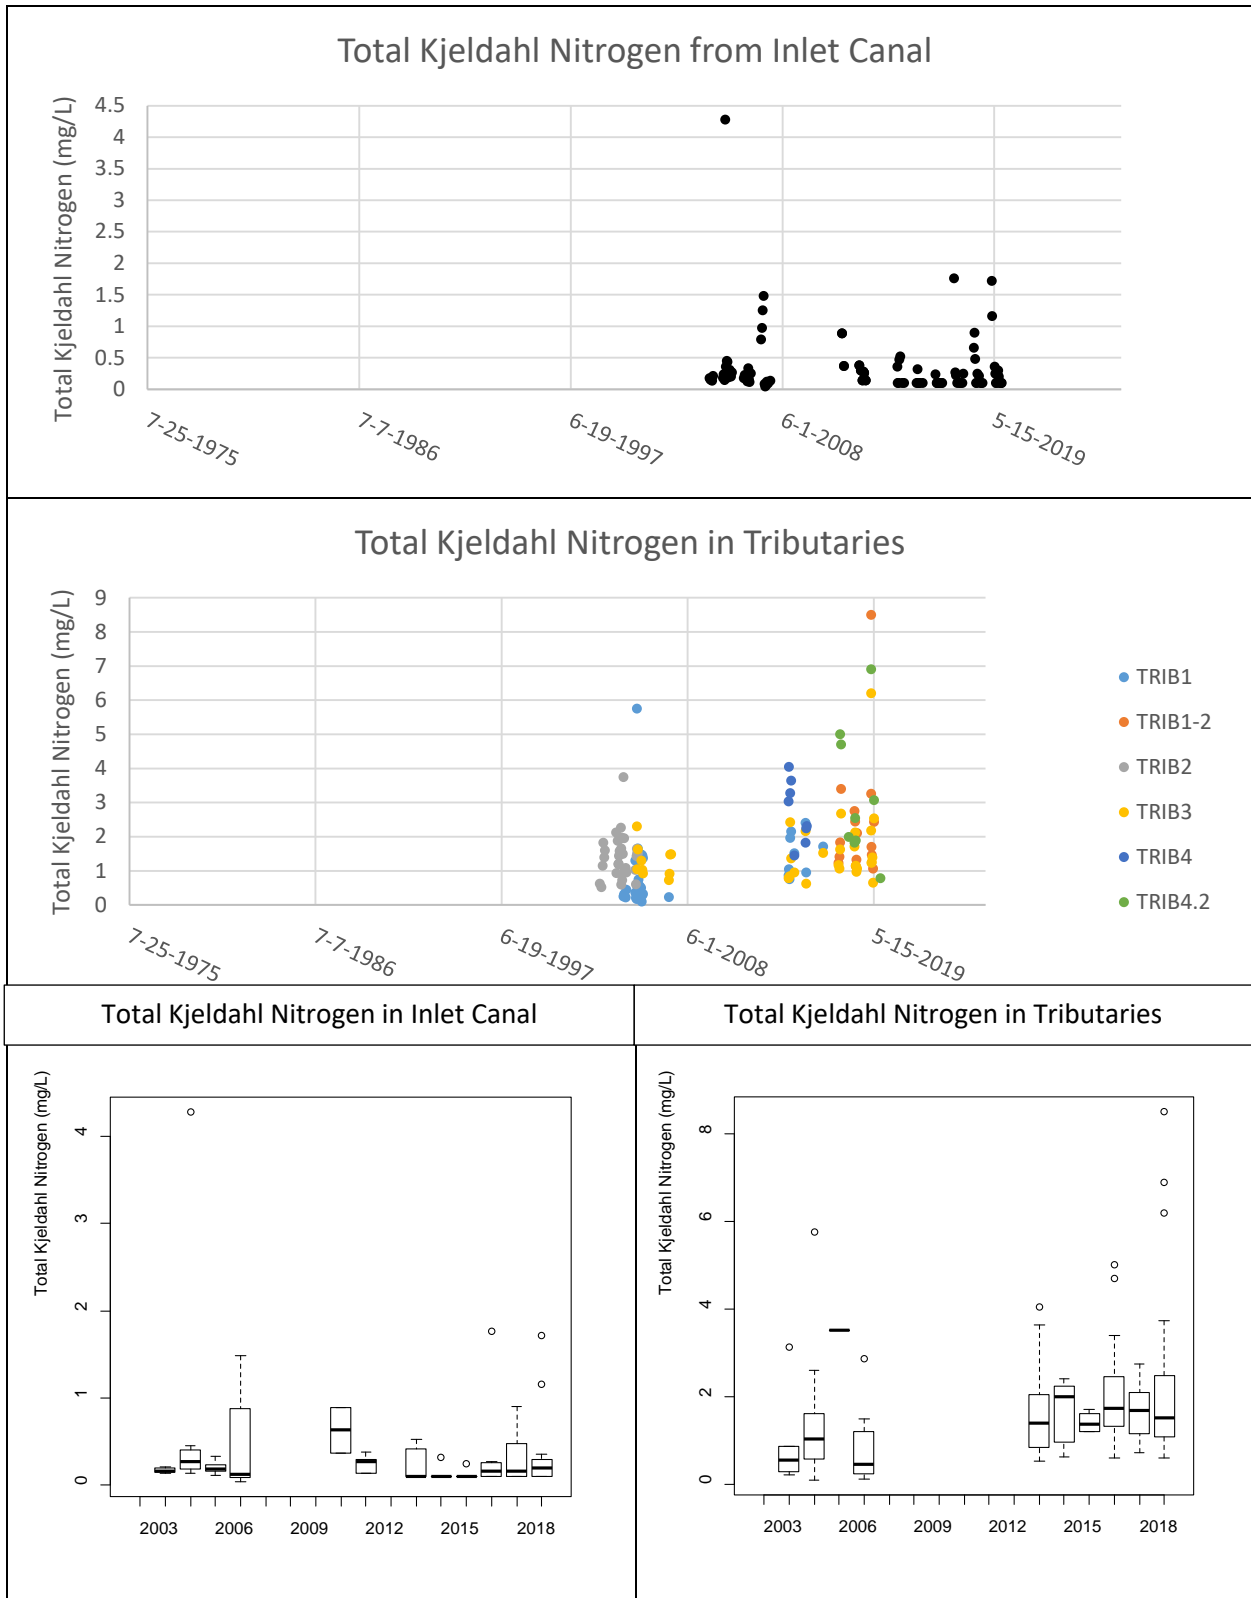 Total Kjeldahl Nitrogen from Inlet Canal
Total Kjeldahl Nitrogen (mg/L)
4.5
4
3.5
3
2.5
2
1.5
1
0.5
0
7-25-1975
7-7-1986
6-19-1997
6-1-2008
5-15-2019
Total Kjeldahl Nitrogen in Tributaries
Total Kjeldahl Nitrogen (mg/L)
9
8
7
6
5
4
3
2
1
0
7-25-1975
7-7-1986
6-19-1997
6-1-2008
5-15-2019
TRIB1
TRIB1-2
TRIB2
TRIB3
TRIB4
TRIB4.2
Total Kjeldahl Nitrogen in Inlet Canal
Total Kjeldahl Nitrogen (mg/L)
4
3
2
1
0
2003 2006 2009 2012 2015 2018
Total Kjeldahl Nitrogen in Tributaries
Total Kjeldahl Nitrogen (mg/L)
8
6
4
2
0
2003 2006 2009 2012 2015 2018